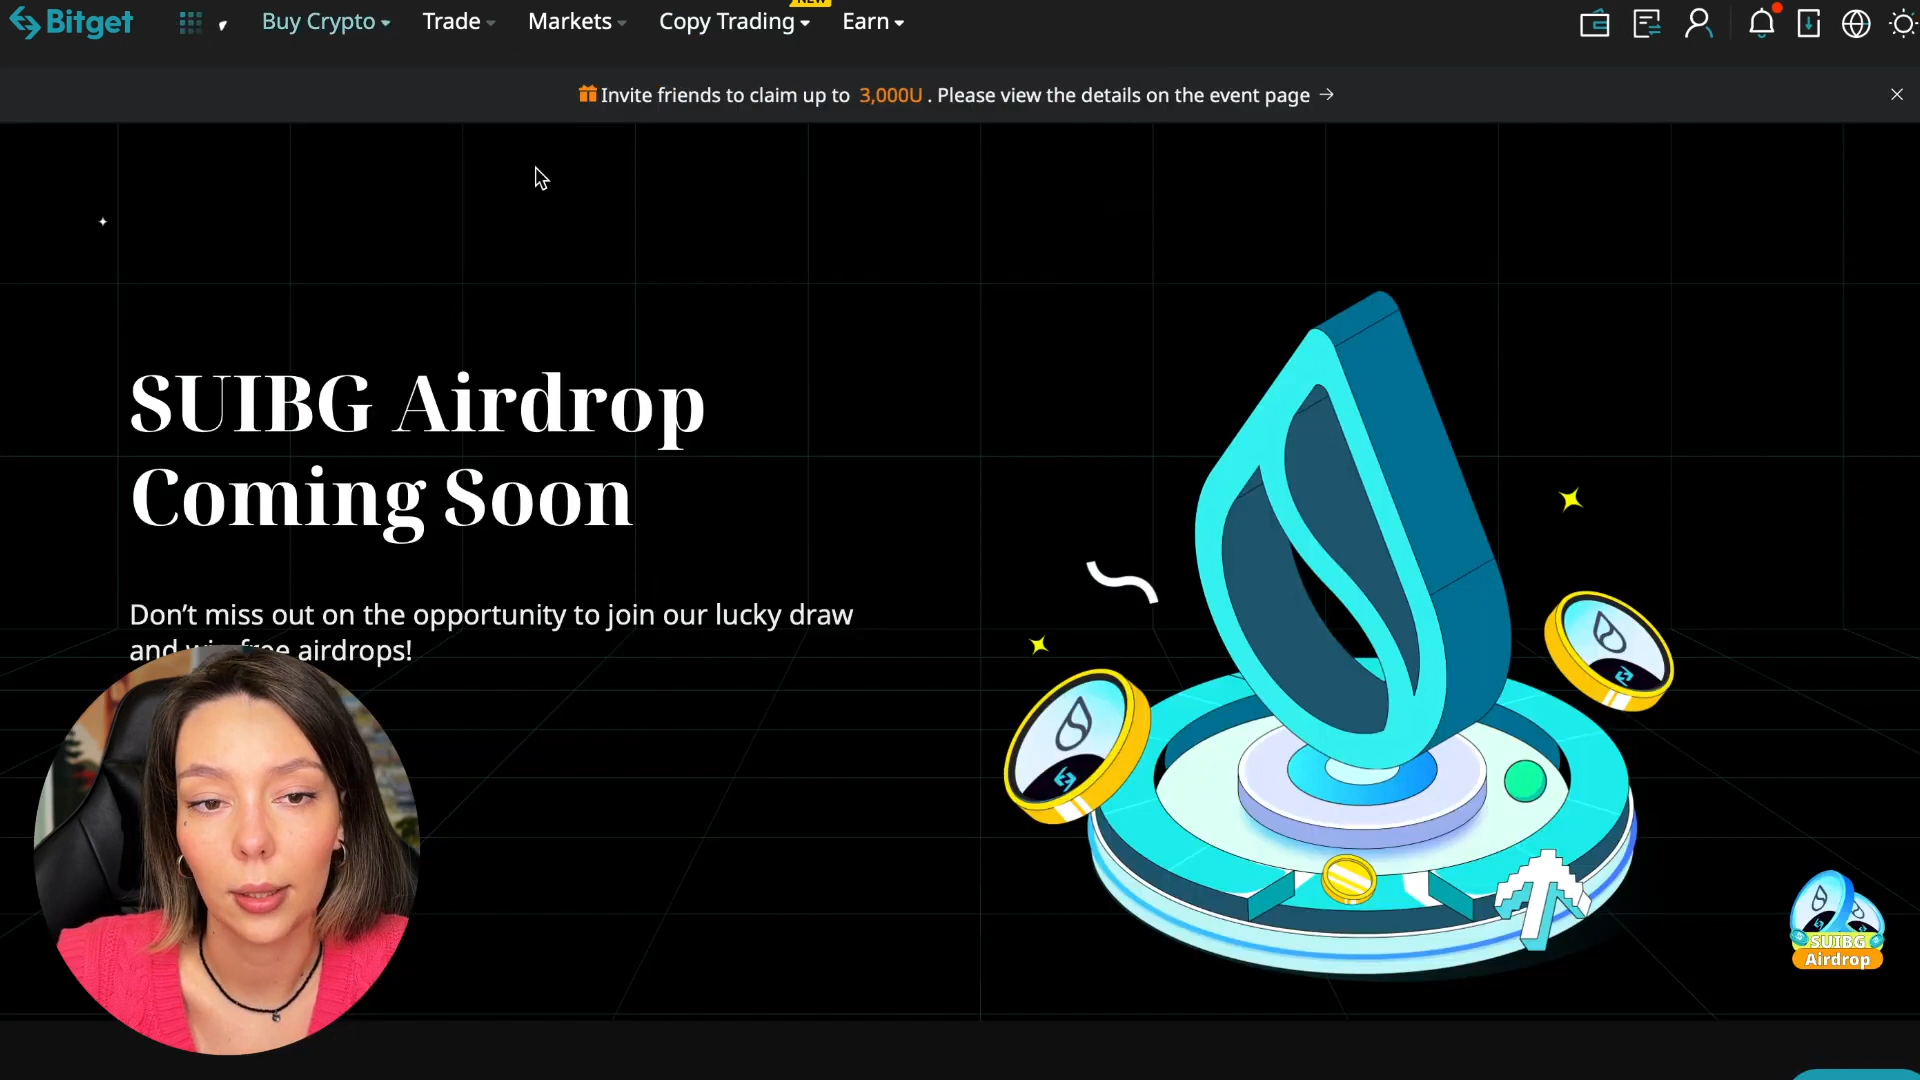 Bitget Buy Crypto Trade Markets Copy Trading NEW Earn
Invite friends to claim up to 3,000U . Please view the details on the event page →
SUIBG Airdrop
Coming Soon
Don't miss out on the opportunity to join our lucky draw
and free airdrops!
SUIBG
Airdrop